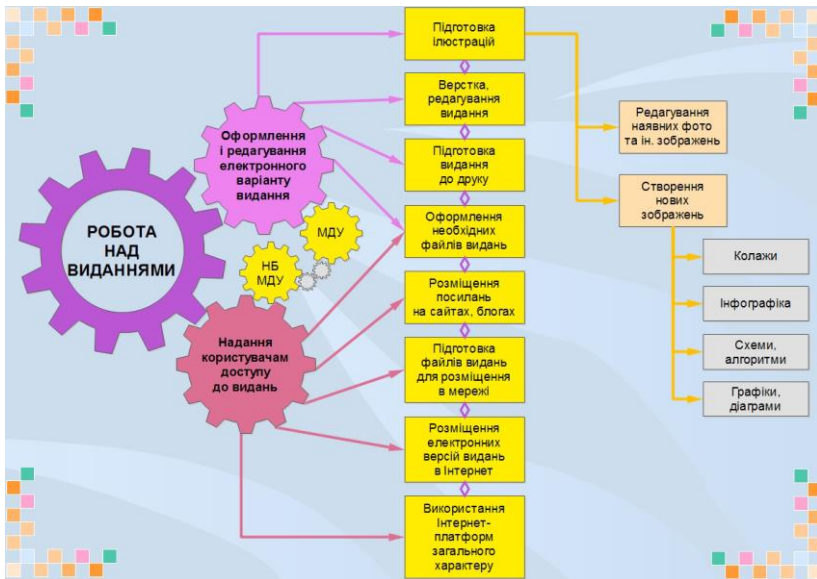 РОБОТА
НАД
ВИДАННЯМИ
Оформлення
і редагування
електронного
варіанту
видання
МДУ
НБ
МДУ
Надання
користувачам
доступу
до видань
Підготовка
ілюстрацій
Верстка,
редагування
видання
Підготовка
видання
до друку
Оформлення
необхідних
файлів видань
Розміщення
посилань
на сайтах, блогах
Підготовка
файлів видань
для розміщення
в мережі
Розміщення
електронних
версій видань
в Інтернет
Використання
Інтернет-
платформ
загального
характеру
Редагування
наявних фото
та ін. зображень
Створення
нових
зображень
Колажи
Інфографіка
Схеми,
алгоритми
Графіки,
діаграми